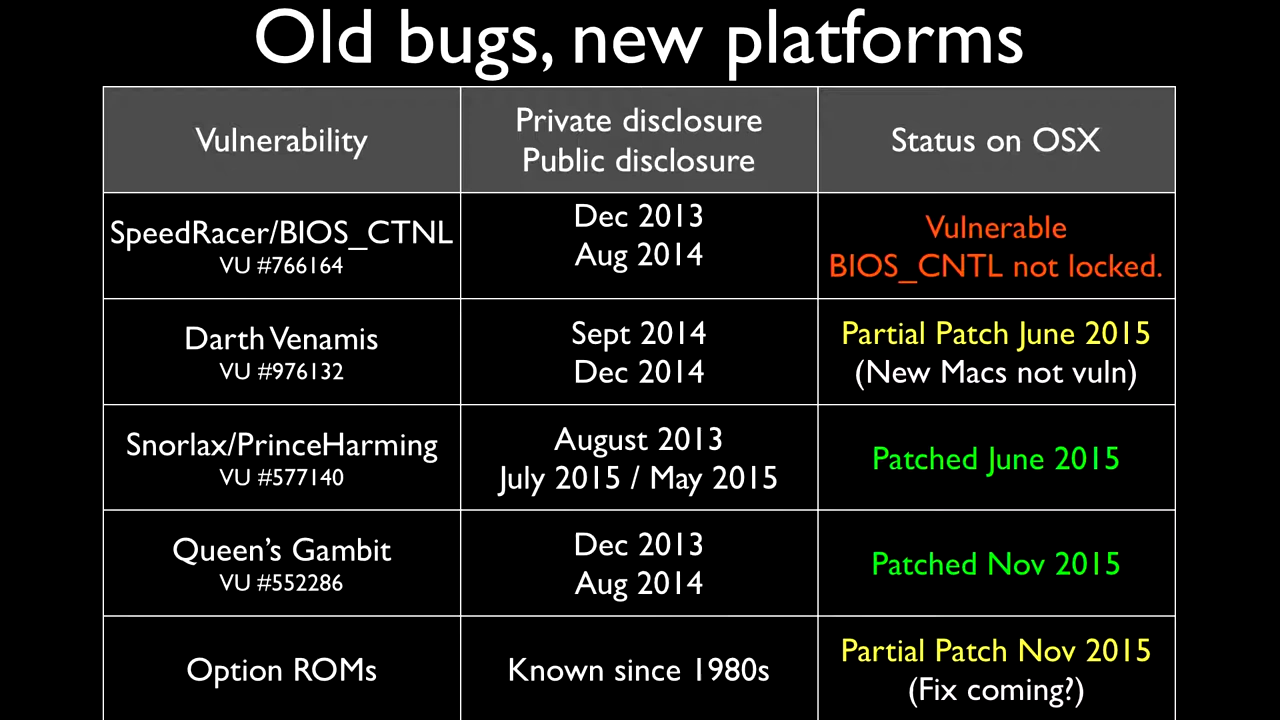 Old bugs, new platforms
Vulnerability
Private disclosure
Public disclosure
Status on OSX
SpeedRacer/BIOS_CTNL
VU #766164
Dec 2013
Aug 2014
Vulnerable
BIOS_CNTL not locked.
Darth Venamis
VU #976132
Sept 2014
Dec 2014
Partial Patch June 2015
(New Macs not vuln)
Snorlax/PrinceHarming
VU #577140
August 2013
July 2015 / May 2015
Patched June 2015
Queen’s Gambit
VU #552286
Dec 2013
Aug 2014
Patched Nov 2015
Option ROMs
Known since 1980s
Partial Patch Nov 2015
(Fix coming?)